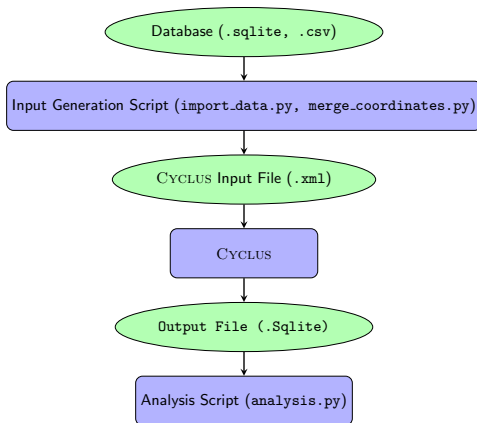 Database (.sqlite, .csv)
Input Generation Script (import_data.py, merge_coordinates.py)
Cyclus Input File (.xml)
Cyclus
Output File (.Sqlite)
Analysis Script (analysis.py)